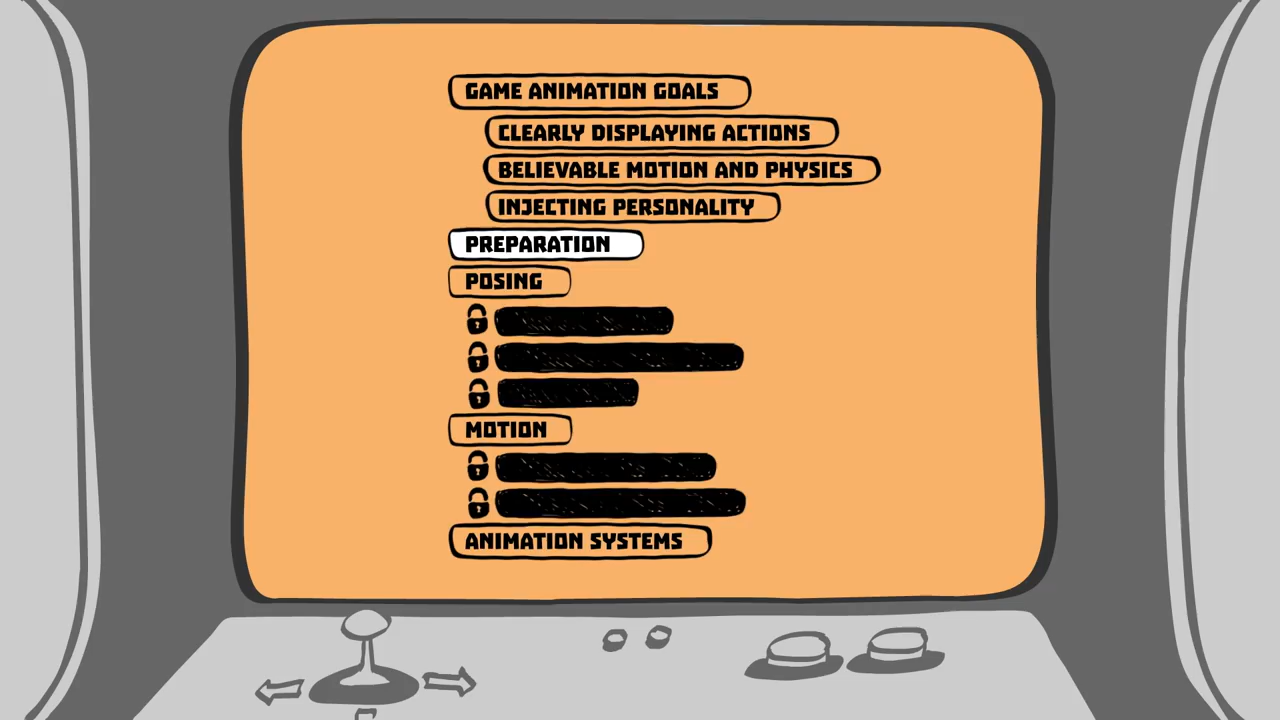 GAME ANIMATION GOALS
CLEARLY DISPLAYING ACTIONS
BELIEVABLE MOTION AND PHYSICS
INJECTING PERSONALITY
PREPARATION
POSING
MOTION
ANIMATION SYSTEMS